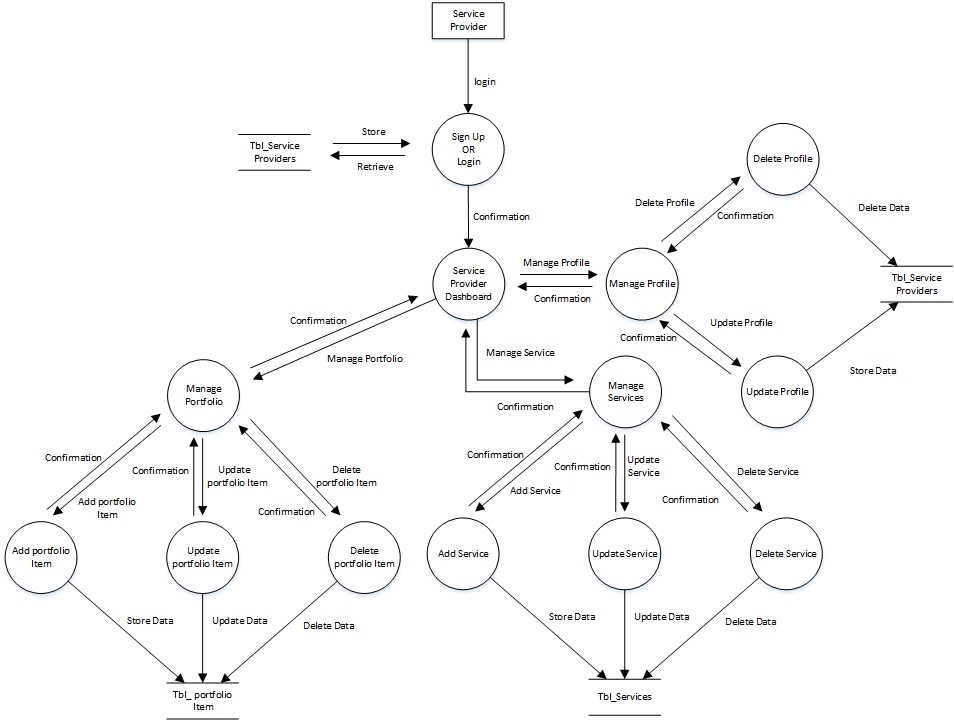 Service
Provider
login
Sign Up
OR
Login
Store
Retrieve
Tbl_Service
Providers
Confirmation
Service
Provider
Dashboard
Manage Profile
Confirmation
Manage Profile
Delete Profile
Confirmation
Delete Profile
Delete Data
Tbl_Service
Providers
Update Profile
Confirmation
Update Profile
Store Data
Confirmation
Manage Portfolio
Manage Service
Confirmation
Manage
Portfolio
Manage
Services
Confirmation
Add portfolio
Item
Confirmation
Update
portfolio Item
Delete
portfolio Item
Confirmation
Confirmation
Add Service
Confirmation
Update
Service
Delete Service
Confirmation
Add portfolio
Item
Update
portfolio Item
Delete
portfolio Item
Add Service
Update Service
Delete Service
Store Data
Update Data
Delete Data
Store Data
Update Data
Delete Data
Tbl_ portfolio
Item
Tbl_Services